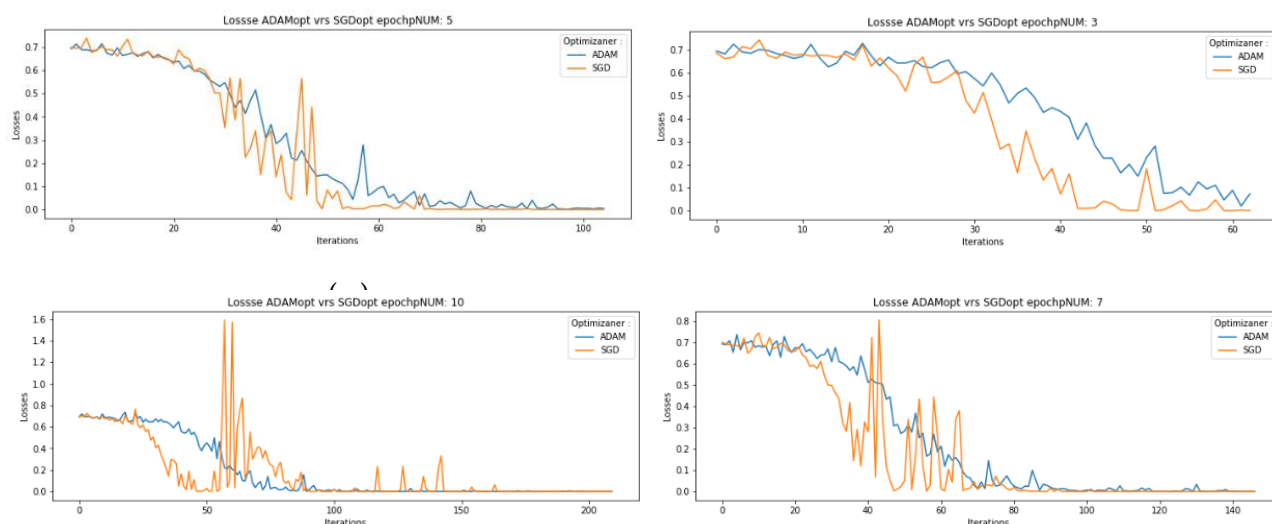 Lossse ADAMopt vrs SGDopt epochpNUM: 5
Optimizaner :
ADAM
SGD
Losses
0.7
0.6
0.5
0.4
0.3
0.2
0.1
0.0
0 20 40 60 80 100
Iterations
Lossse ADAMopt vrs SGDopt epochpNUM: 3
Optimizaner :
ADAM
SGD
Losses
0.7
0.6
0.5
0.4
0.3
0.2
0.1
0.0
0 10 20 30 40 50 60
Iterations
Lossse ADAMopt vrs SGDopt epochpNUM: 10
Optimizaner :
ADAM
SGD
Losses
1.6
1.4
1.2
1.0
0.8
0.6
0.4
0.2
0.0
0 50 100 150 200
Iterations
Lossse ADAMopt vrs SGDopt epochpNUM: 7
Optimizaner :
ADAM
SGD
Losses
0.8
0.7
0.6
0.5
0.4
0.3
0.2
0.1
0.0
0 20 40 60 80 100 120 140
Iterations